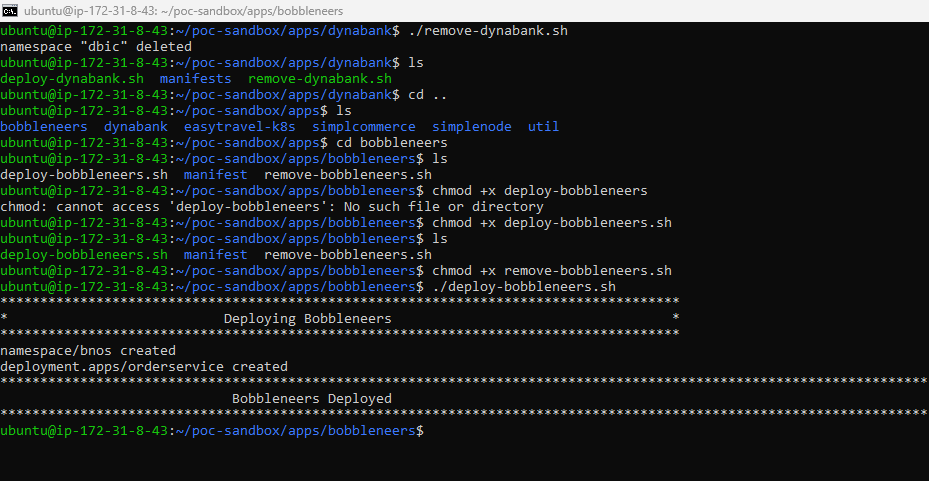 ubuntu@ip-172-31-8-43: ~/poc-sandbox/apps/bobbleneers
ubuntu@ip-172-31-8-43:~/poc-sandbox/apps/dynabank$ ./remove-dynabank.sh
namespace "dbic" deleted
ubuntu@ip-172-31-8-43:~/poc-sandbox/apps/dynabank$ ls
deploy-dynabank.sh  manifests  remove-dynabank.sh
ubuntu@ip-172-31-8-43:~/poc-sandbox/apps/dynabank$ cd ..
ubuntu@ip-172-31-8-43:~/poc-sandbox/apps$ ls
bobbleneers  dynabank  easytravel-k8s  simplcommerce  simplenode  util
ubuntu@ip-172-31-8-43:~/poc-sandbox/apps$ cd bobbleneers
ubuntu@ip-172-31-8-43:~/poc-sandbox/apps/bobbleneers$ ls
deploy-bobbleneers.sh  manifest  remove-bobbleneers.sh
ubuntu@ip-172-31-8-43:~/poc-sandbox/apps/bobbleneers$ chmod +x deploy-bobbleneers
chmod: cannot access 'deploy-bobbleneers': No such file or directory
ubuntu@ip-172-31-8-43:~/poc-sandbox/apps/bobbleneers$ chmod +x deploy-bobbleneers.sh
ubuntu@ip-172-31-8-43:~/poc-sandbox/apps/bobbleneers$ ls
deploy-bobbleneers.sh  manifest  remove-bobbleneers.sh
ubuntu@ip-172-31-8-43:~/poc-sandbox/apps/bobbleneers$ chmod +x remove-bobbleneers.sh
ubuntu@ip-172-31-8-43:~/poc-sandbox/apps/bobbleneers$ ./deploy-bobbleneers.sh
*************************************************************************************
*                           Deploying Bobbleneers                                   *
*************************************************************************************
namespace/bnos created
deployment.apps/orderservice created
********************************************************************************************************************
                             Bobbleneers Deployed
********************************************************************************************************************
ubuntu@ip-172-31-8-43:~/poc-sandbox/apps/bobbleneers$